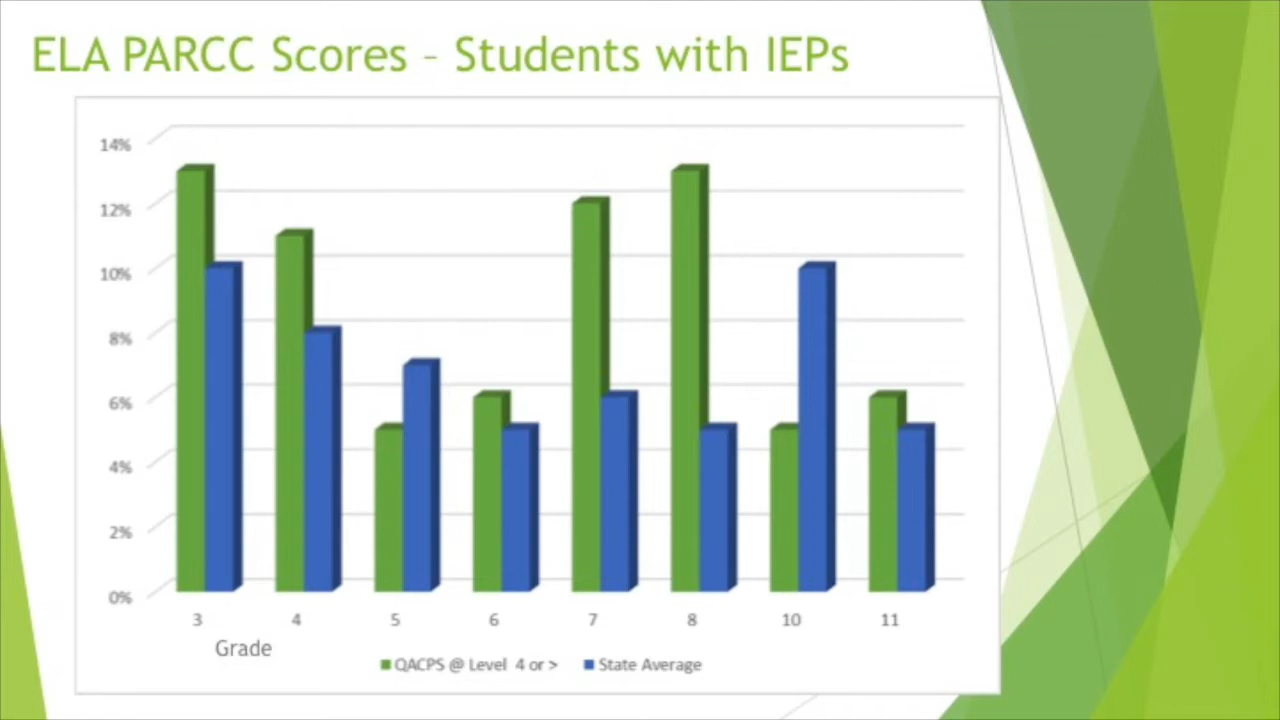 ELA PARCC Scores – Students with IEPs
14%
12%
10%
8%
6%
4%
2%
0%
3 4 5 6 7 8 10 11
Grade
QACPS @ Level 4 or > State Average